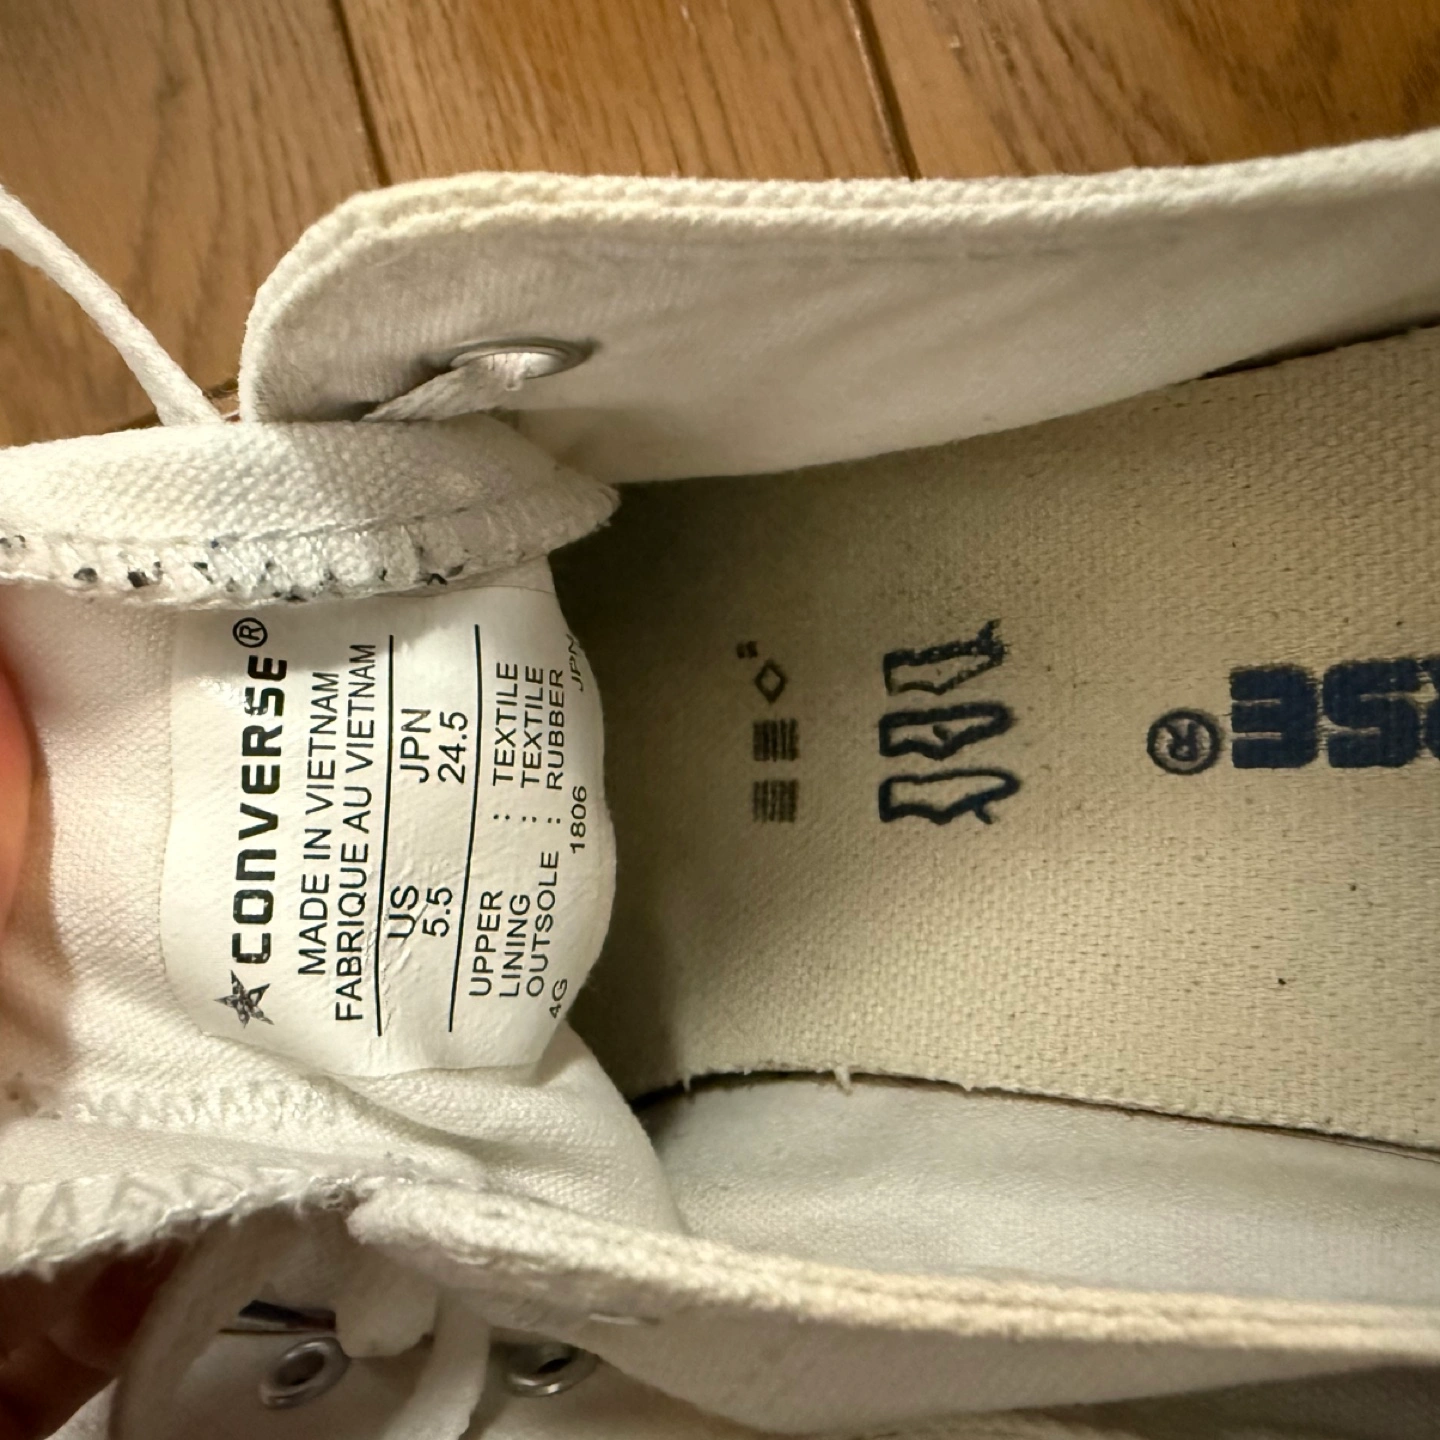 CONVERSE®
MADE IN VIETNAM
FABRIQUE AU VIETNAM
US JPN
5.5 24.5
UPPER : TEXTILE
LINING : TEXTILE
OUTSOLE : RUBBER
4G 1806 JPN
®